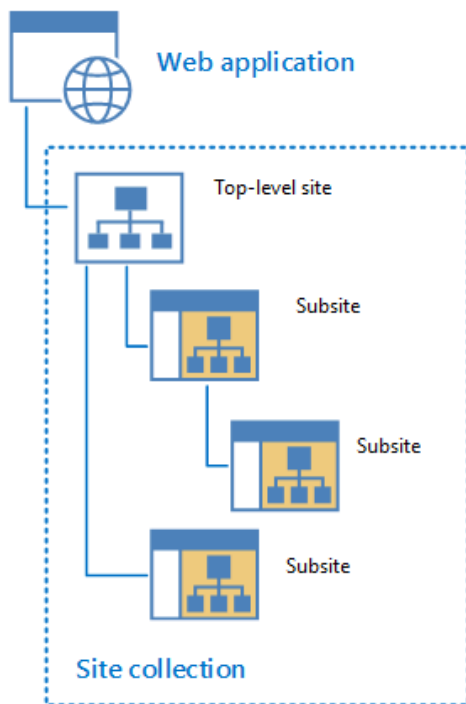 Web application
Top-level site
Subsite
Subsite
Subsite
Site collection